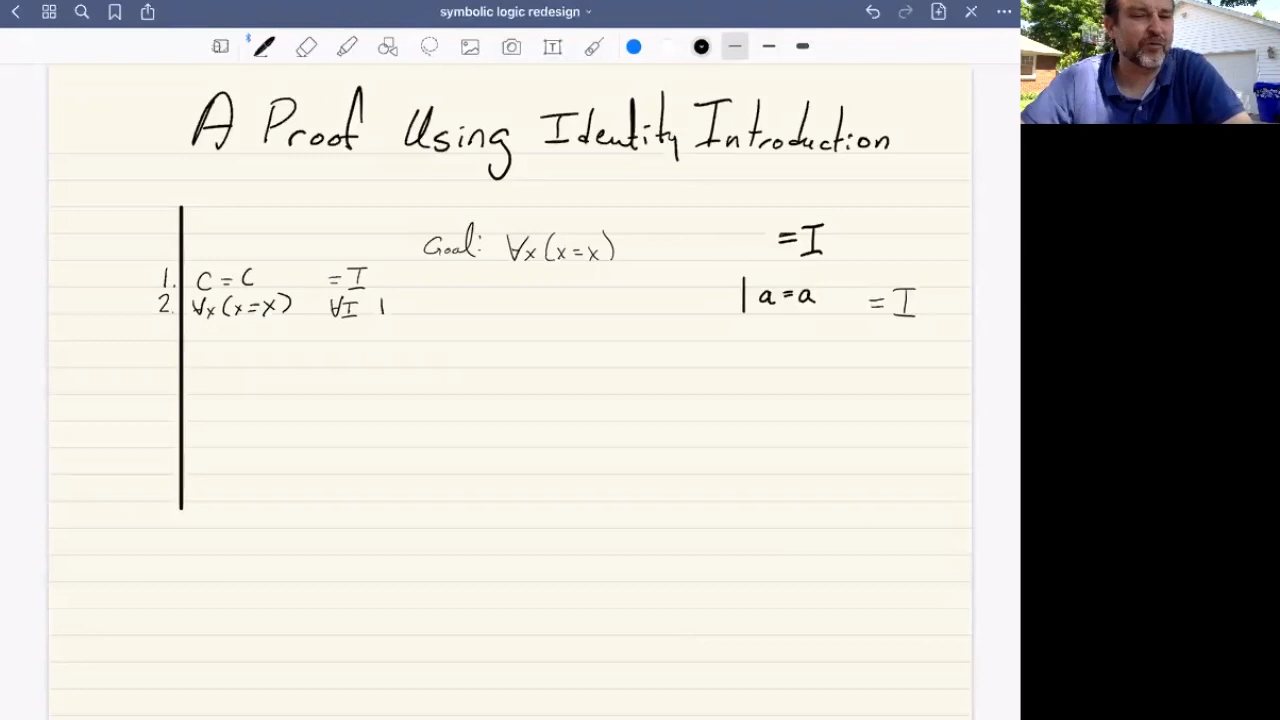 symbolic logic redesign
A Proof Using Identity Introduction
Goal: ∀x(x=x)
=I
1. C = C =I
a = a =I
2. ∀x(x=x) ∀I 1